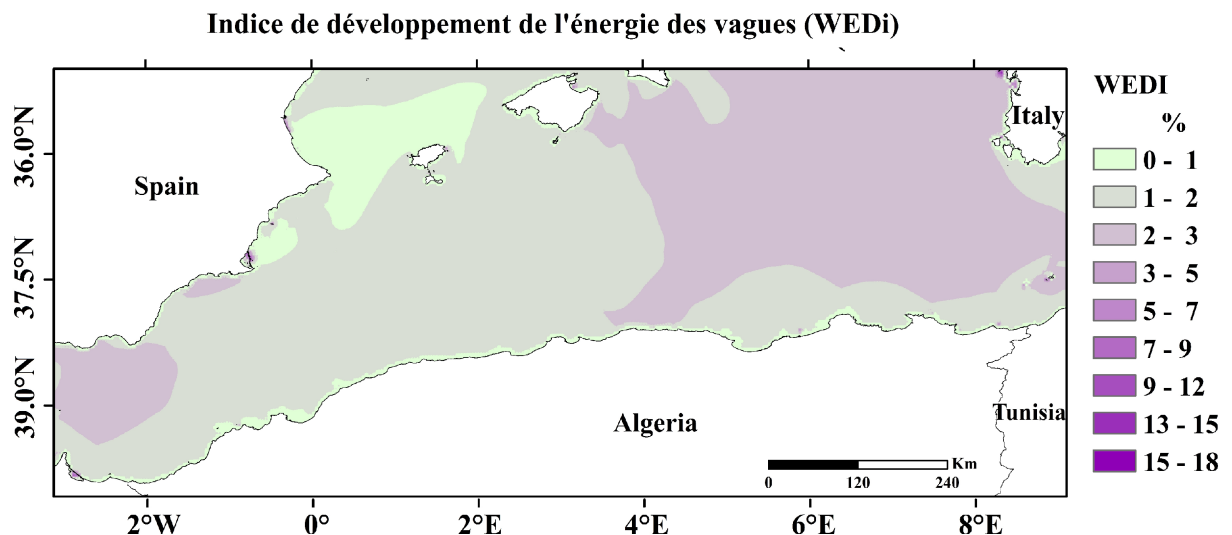 Indice de développement de l'énergie des vagues (WEDi)
WEDI
%
0 - 1
1 - 2
2 - 3
3 - 5
5 - 7
7 - 9
9 - 12
13 - 15
15 - 18
36.0°N
37.5°N
39.0°N
Spain
Italy
Algeria
Tunisia
Km
0 120 240
2°W 0° 2°E 4°E 6°E 8°E